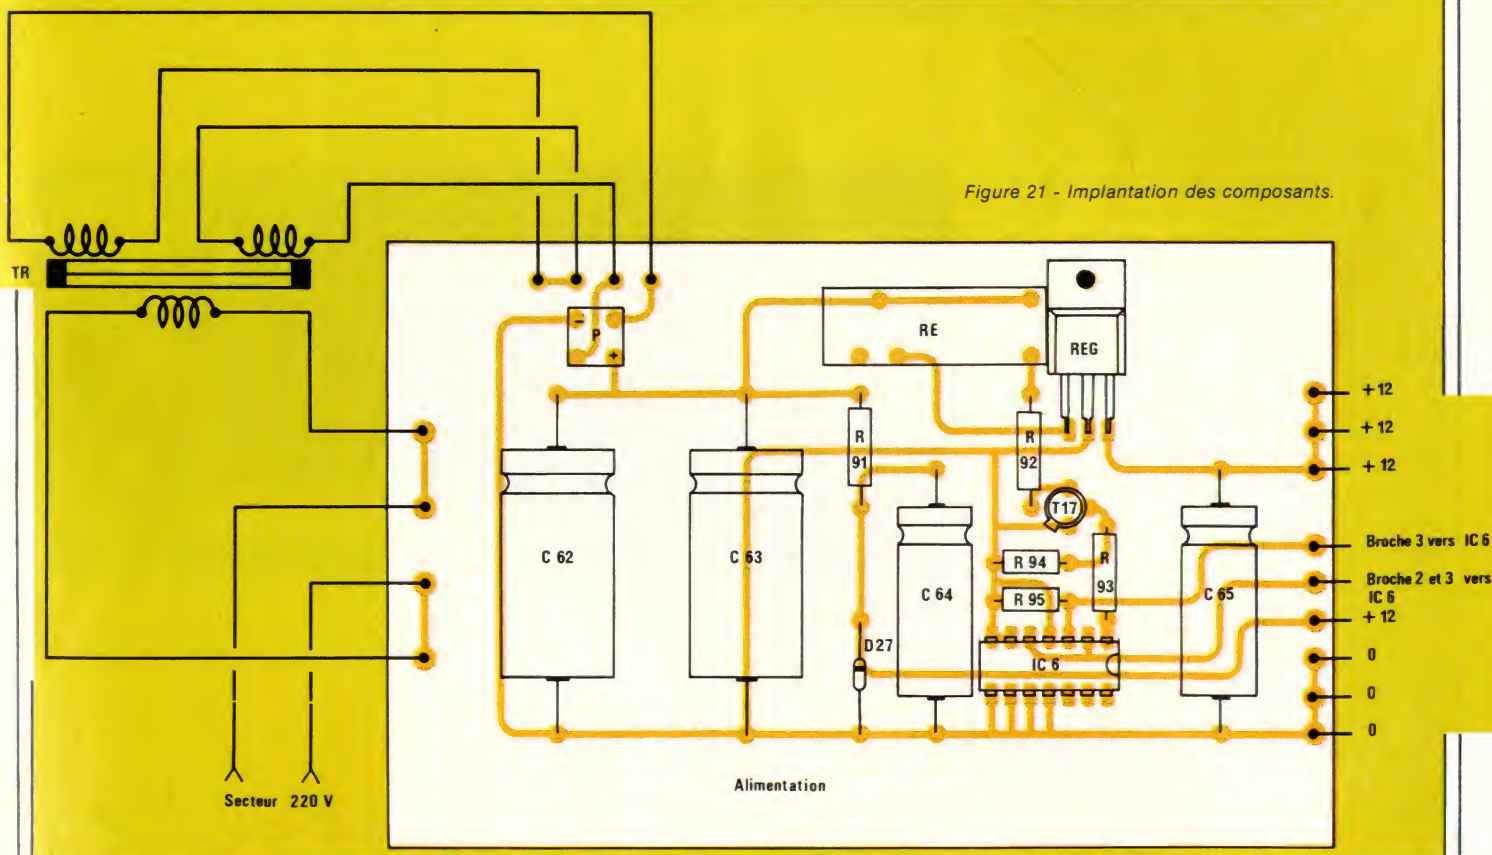 Figure 21 - Implantation des composants.
TR
P
-
+
RE
REG
+ 12
+ 12
+ 12
R
91
R
92
T17
C 62
C 63
C 64
R 94
R 95
R
93
C 65
Broche 3 vers IC 6
Broche 2 et 3 vers
IC 6
+ 12
D27
IC 6
0
0
0
Alimentation
Secteur 220 V